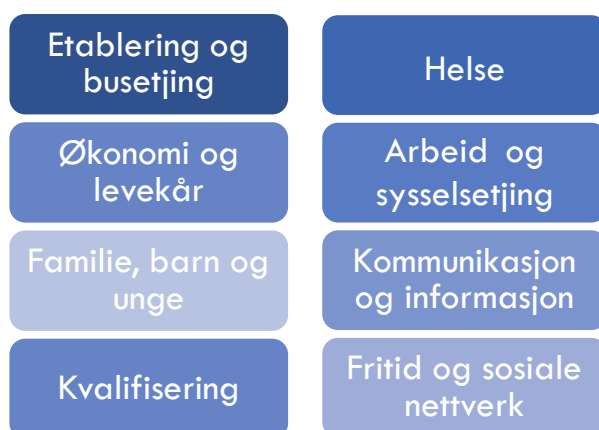 Etablering og
busetjing
Helse
Økonomi og
levekår
Arbeid og
sysselsetjing
Familie, barn og
unge
Kommunikasjon
og informasjon
Kvalifisering
Fritid og sosiale
nettverk